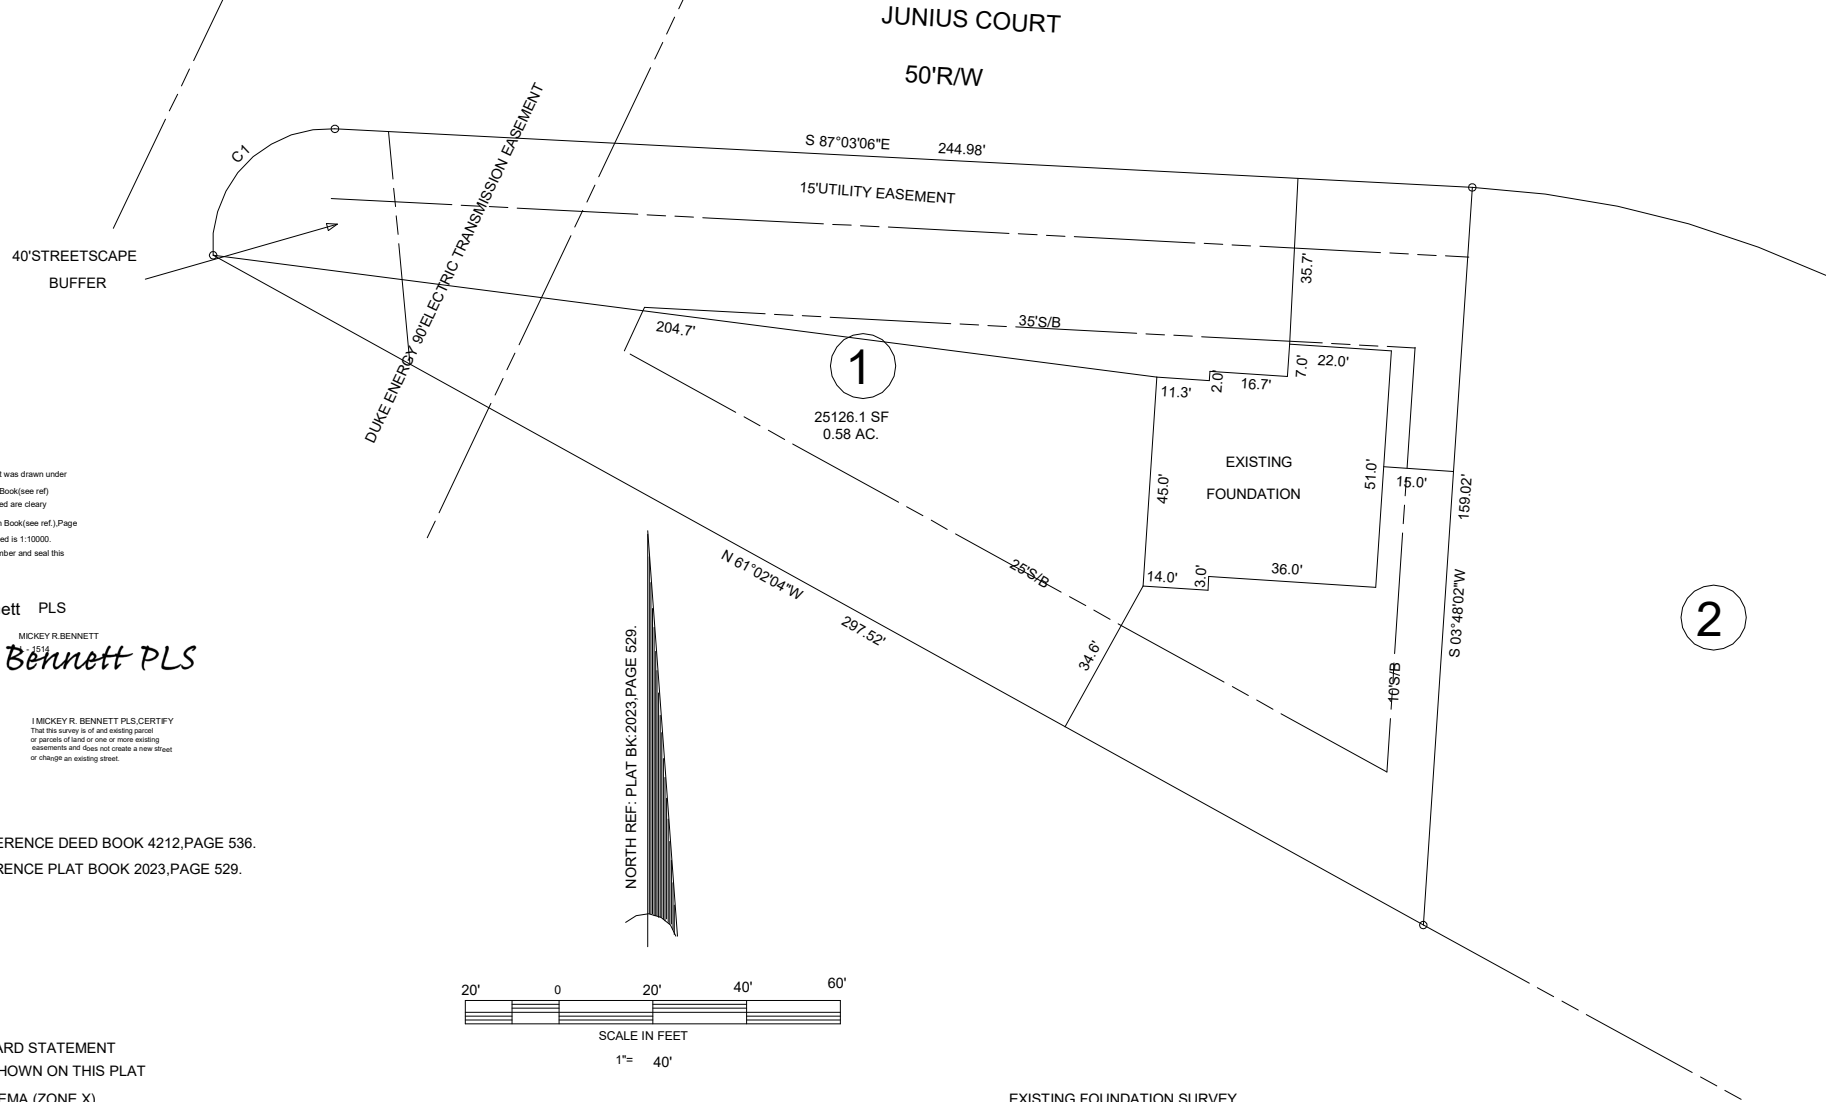 JUNIUS COURT
50'R/W
S 87°03'06"E 244.98'
C1
15'UTILITY EASEMENT
DUKE ENERGY 90'ELECTRIC TRANSMISSION EASEMENT
40'STREETSCAPE
BUFFER
35.7'
35'S/B
204.7'
1
25126.1 SF
0.58 AC.
11.3'
2.0'
16.7'
7.0'
22.0'
EXISTING
FOUNDATION
45.0'
51.0'
15.0'
159.02'
S 03°48'02"W
14.0'
3.0'
36.0'
25'S/B
34.6'
10'S/B
2
N 61°02'04"W
297.52'
t was drawn under
Book(see ref)
ed are cleary
Book(see ref.),Page
ed is 1:10000.
mber and seal this
ett PLS
MICKEY R.BENNETT
- 1514
Bennett PLS
I MICKEY R. BENNETT PLS,CERTIFY
That this survey is of and existing parcel
or parcels of land or one or more existing
easements and does not create a new street
or change an existing street.
ERENCE DEED BOOK 4212,PAGE 536.
RENCE PLAT BOOK 2023,PAGE 529.
NORTH REF: PLAT BK:2023,PAGE 529.
20' 0 20' 40' 60'
SCALE IN FEET
1"= 40'
ARD STATEMENT
HOWN ON THIS PLAT
EMA (ZONE X)
EXISTING FOUNDATION SURVEY